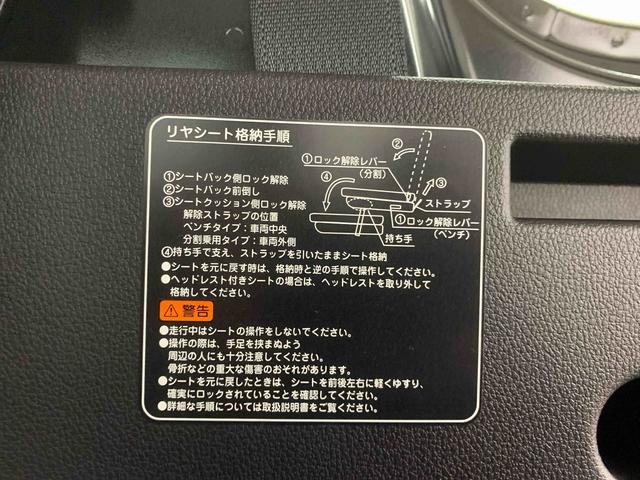 リヤシート格納手順
①シートバック側ロック解除
②シートバック前倒し
③シートクッション側ロック解除
解除ストラップの位置
ベンチタイプ：車両中央
分割乗用タイプ：車両外側
④持ち手で支え、ストラップを引いたままシート格納
②
①ロック解除レバー
(分割)
④
③
ストラップ
①ロック解除レバー
(ベンチ)
持ち手
●シートを元に戻す時は、格納時と逆の手順で操作してください。
●ヘッドレスト付きシートの場合は、ヘッドレストを取り外して
格納してください。
警告
●走行中はシートの操作をしないでください。
●操作の際は、手足を挟まぬよう
周辺の人にも十分注意してください。
骨折などの重大な傷害のおそれがあります。
●シートを元に戻したときは、シートを前後左右に軽くゆすり、
確実にロックされていることを確認してください。
●詳細な手順については取扱説明書をご覧ください。